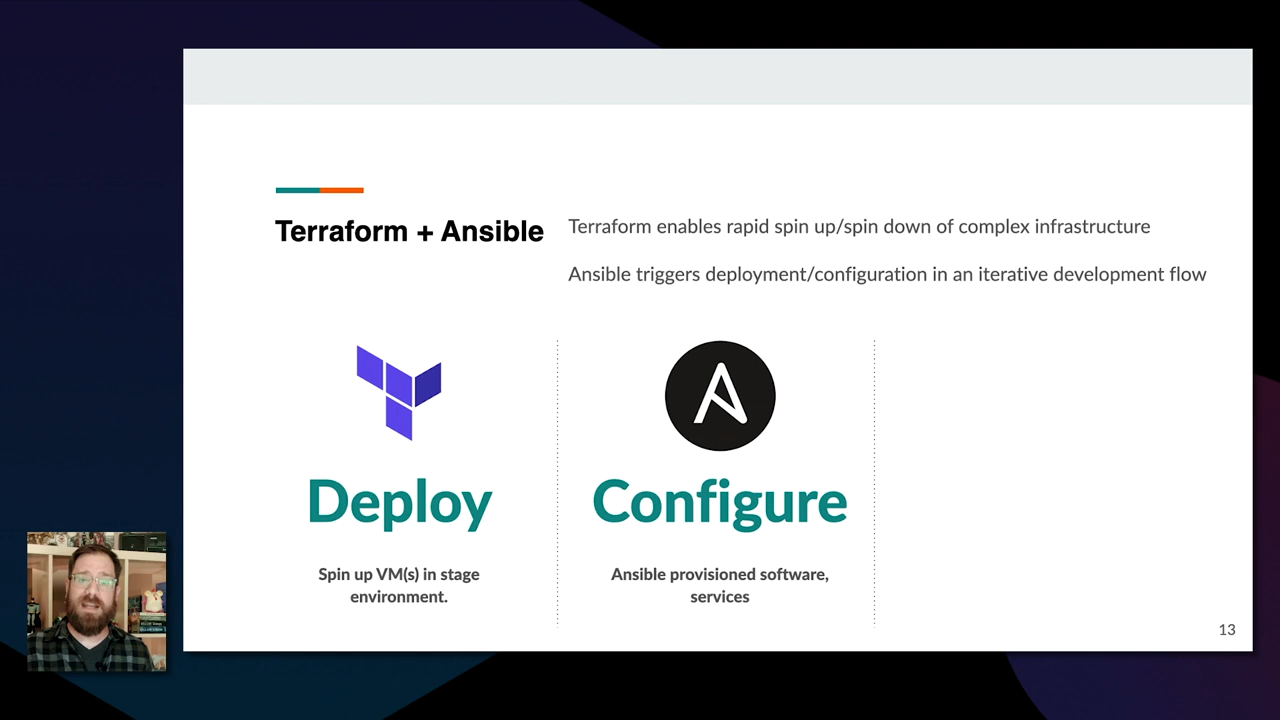 Terraform + Ansible
Terraform enables rapid spin up/spin down of complex infrastructure
Ansible triggers deployment/configuration in an iterative development flow
Deploy
Spin up VM(s) in stage
environment.
Configure
Ansible provisioned software,
services
13